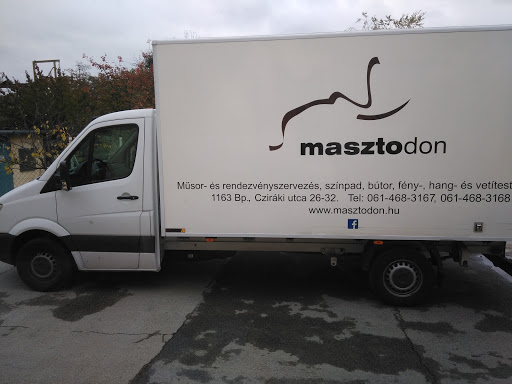 masztodon
Műsor- és rendezvényszervezés, színpad, bútor, fény-, hang- és vetítést
1163 Bp., Cziráki utca 26-32. Tel: 061-468-3167, 061-468-3168
www.masztodon.hu
f